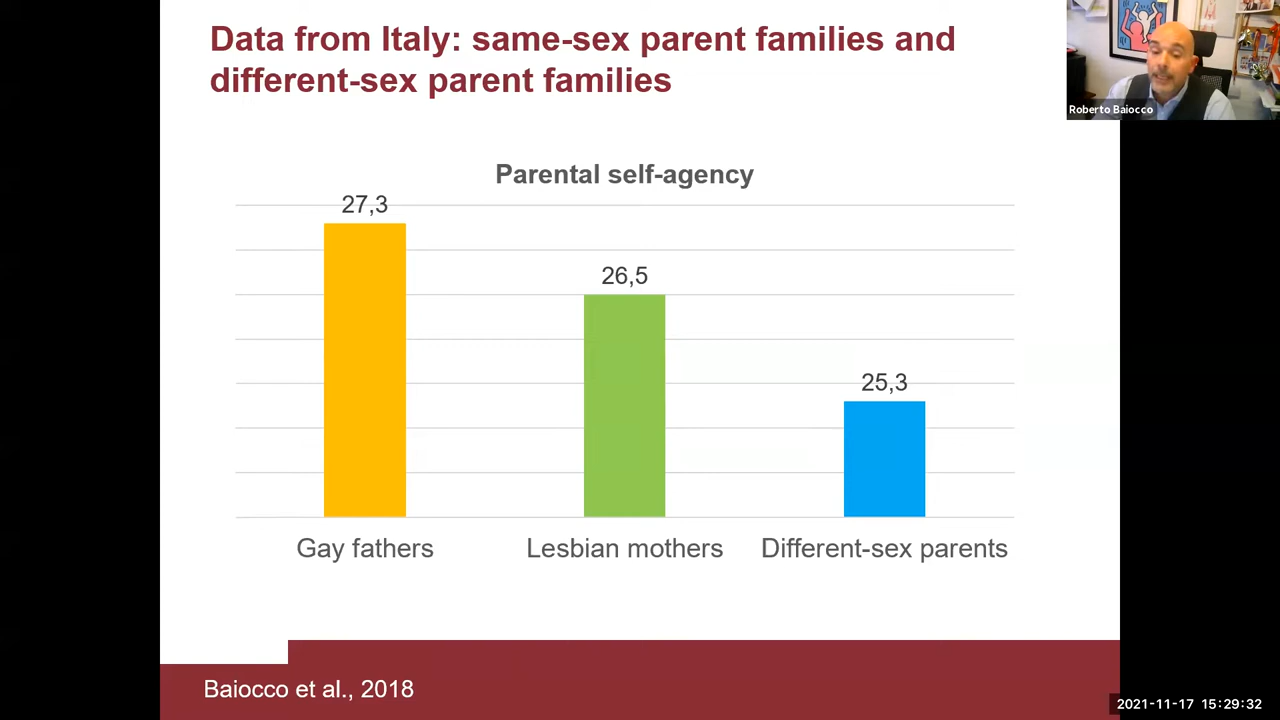 Data from Italy: same-sex parent families and
different-sex parent families
Roberto Baiocco
Parental self-agency
27,3
26,5
25,3
Gay fathers
Lesbian mothers
Different-sex parents
Baiocco et al., 2018
2021-11-17 15:29:32